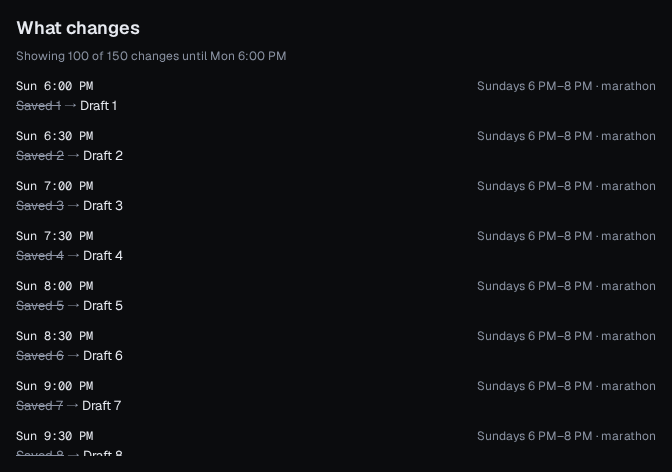 What changes
Showing 100 of 150 changes until Mon 6:00 PM
Sun 6:00 PM Sundays 6 PM–8 PM · marathon
Saved 1 → Draft 1
Sun 6:30 PM Sundays 6 PM–8 PM · marathon
Saved 2 → Draft 2
Sun 7:00 PM Sundays 6 PM–8 PM · marathon
Saved 3 → Draft 3
Sun 7:30 PM Sundays 6 PM–8 PM · marathon
Saved 4 → Draft 4
Sun 8:00 PM Sundays 6 PM–8 PM · marathon
Saved 5 → Draft 5
Sun 8:30 PM Sundays 6 PM–8 PM · marathon
Saved 6 → Draft 6
Sun 9:00 PM Sundays 6 PM–8 PM · marathon
Saved 7 → Draft 7
Sun 9:30 PM Sundays 6 PM–8 PM · marathon
Saved 8 → Draft 8